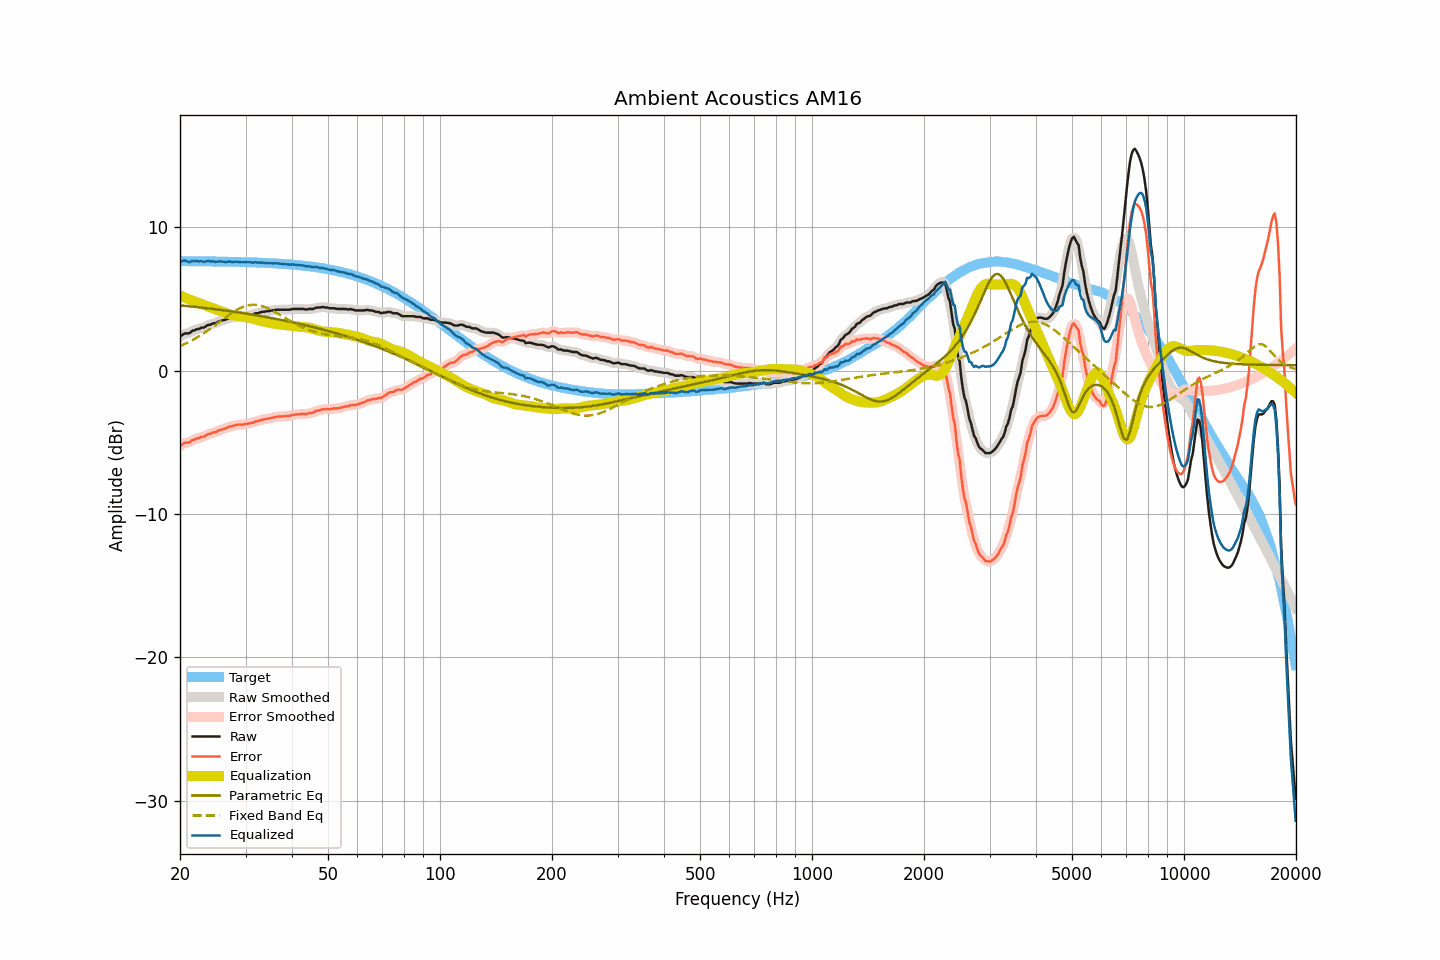 Ambient Acoustics AM16
10
0
−10
−20
−30
Amplitude (dBr)
Target
Raw Smoothed
Error Smoothed
Raw
Error
Equalization
Parametric Eq
Fixed Band Eq
Equalized
20 50 100 200 500 1000 2000 5000 10000 20000
Frequency (Hz)